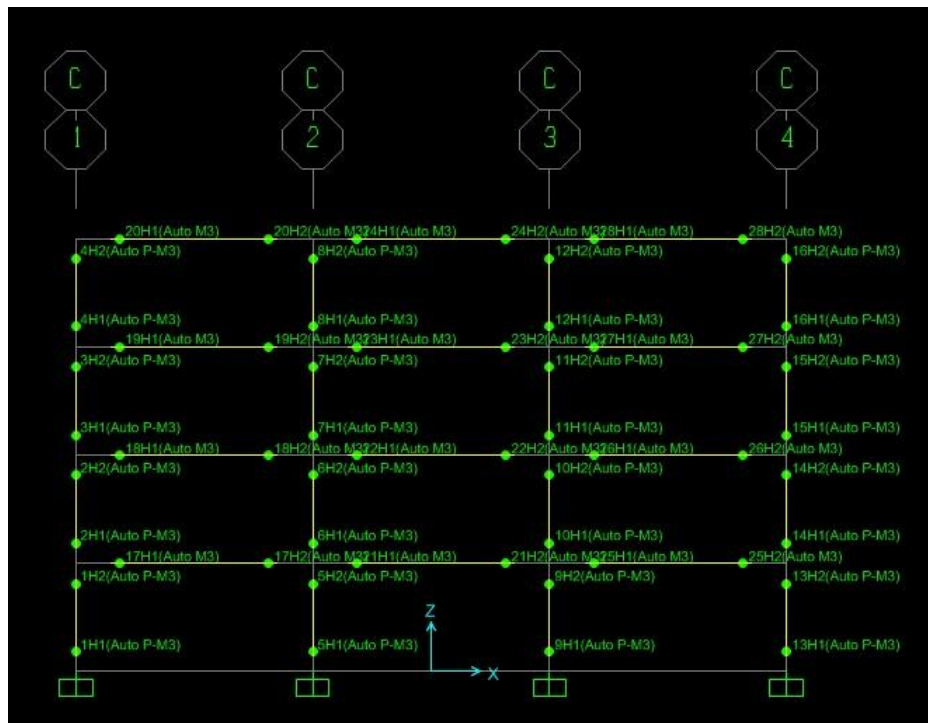 C C C C
1 2 3 4
20H1(Auto M3) 20H2(Auto M3) 24H1(Auto M3) 24H2(Auto M3) 28H1(Auto M3) 28H2(Auto M3)
4H2(Auto P-M3) 8H2(Auto P-M3) 12H2(Auto P-M3) 16H2(Auto P-M3)
4H1(Auto P-M3) 8H1(Auto P-M3) 12H1(Auto P-M3) 16H1(Auto P-M3)
19H1(Auto M3) 19H2(Auto M3) 23H1(Auto M3) 23H2(Auto M3) 27H1(Auto M3) 27H2(Auto M3)
3H2(Auto P-M3) 7H2(Auto P-M3) 11H2(Auto P-M3) 15H2(Auto P-M3)
3H1(Auto P-M3) 7H1(Auto P-M3) 11H1(Auto P-M3) 15H1(Auto P-M3)
18H1(Auto M3) 18H2(Auto M3) 22H1(Auto M3) 22H2(Auto M3) 26H1(Auto M3) 26H2(Auto M3)
2H2(Auto P-M3) 6H2(Auto P-M3) 10H2(Auto P-M3) 14H2(Auto P-M3)
2H1(Auto P-M3) 6H1(Auto P-M3) 10H1(Auto P-M3) 14H1(Auto P-M3)
17H1(Auto M3) 17H2(Auto M3) 21H1(Auto M3) 21H2(Auto M3) 25H1(Auto M3) 25H2(Auto M3)
1H2(Auto P-M3) 5H2(Auto P-M3) 9H2(Auto P-M3) 13H2(Auto P-M3)
Z
1H1(Auto P-M3) 5H1(Auto P-M3) 9H1(Auto P-M3) 13H1(Auto P-M3)
X